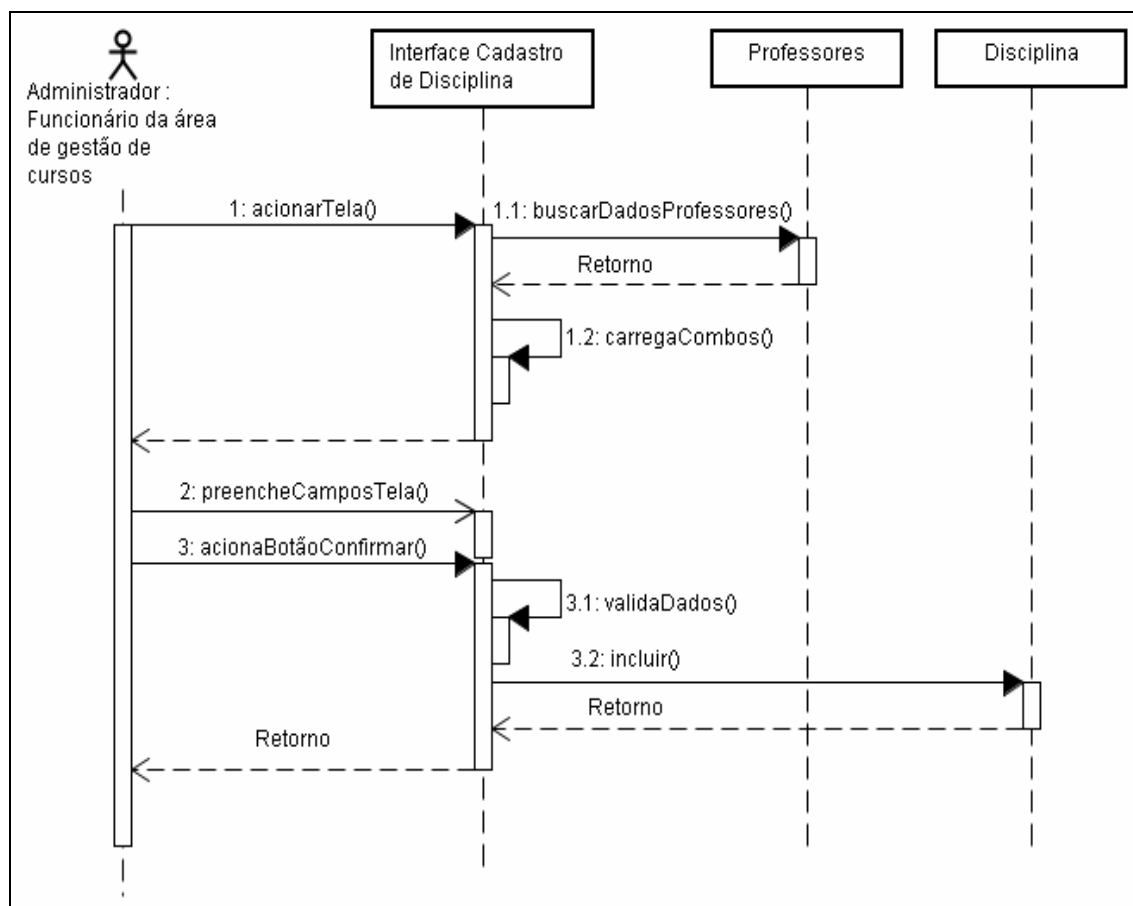 Administrador :
Funcionário da área
de gestão de
cursos
Interface Cadastro
de Disciplina
Professores
Disciplina
1: acionarTela()
1.1: buscarDadosProfessores()
Retorno
1.2: carregaCombos()
2: preencheCamposTela()
3: acionaBotãoConfirmar()
3.1: validaDados()
3.2: incluir()
Retorno
Retorno